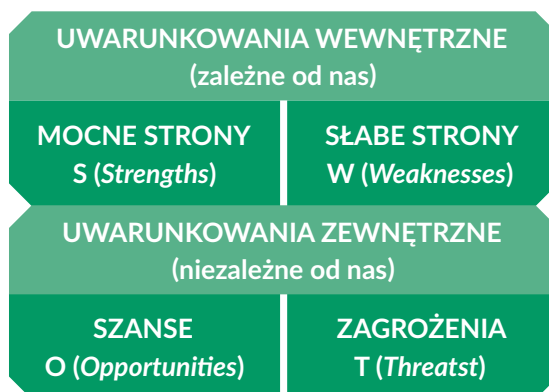 UWARUNKOWANIA WEWNĘTRZNE
(zależne od nas)
MOCNE STRONY
S (Strengths)
SŁABE STRONY
W (Weaknesses)
UWARUNKOWANIA ZEWNĘTRZNE
(niezależne od nas)
SZANSE
O (Opportunities)
ZAGROŻENIA
T (Threatst)